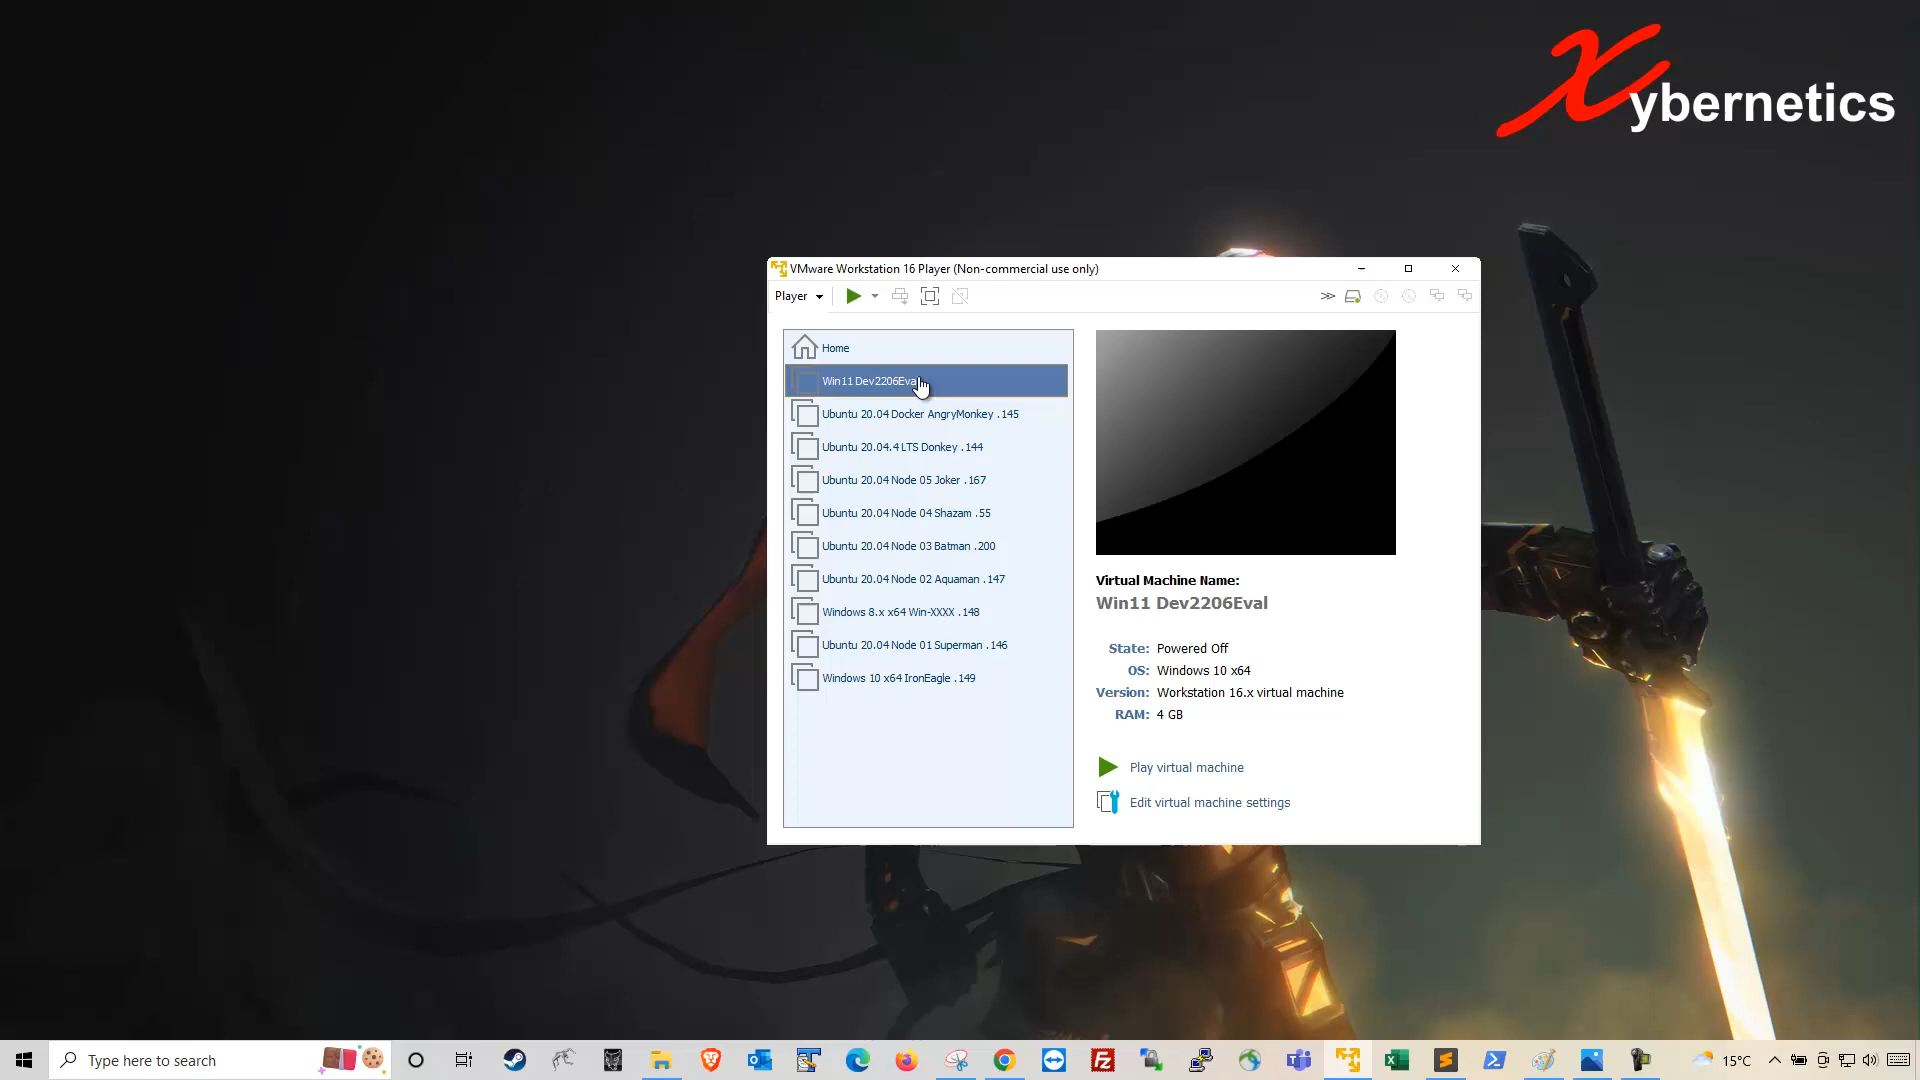 Xybernetics
VMware Workstation 16 Player (Non-commercial use only)
Player
Home
Win11 Dev2206Eval
Ubuntu 20.04 Docker AngryMonkey .145
Ubuntu 20.04.4 LTS Donkey .144
Ubuntu 20.04 Node 05 Joker .167
Ubuntu 20.04 Node 04 Shazam .55
Ubuntu 20.04 Node 03 Batman .200
Ubuntu 20.04 Node 02 Aquaman .147
Windows 8.x x64 Win-XXXX .148
Ubuntu 20.04 Node 01 Superman .146
Windows 10 x64 IronEagle .149
Virtual Machine Name:
Win11 Dev2206Eval
State: Powered Off
OS: Windows 10 x64
Version: Workstation 16.x virtual machine
RAM: 4 GB
Play virtual machine
Edit virtual machine settings
Type here to search
15°C